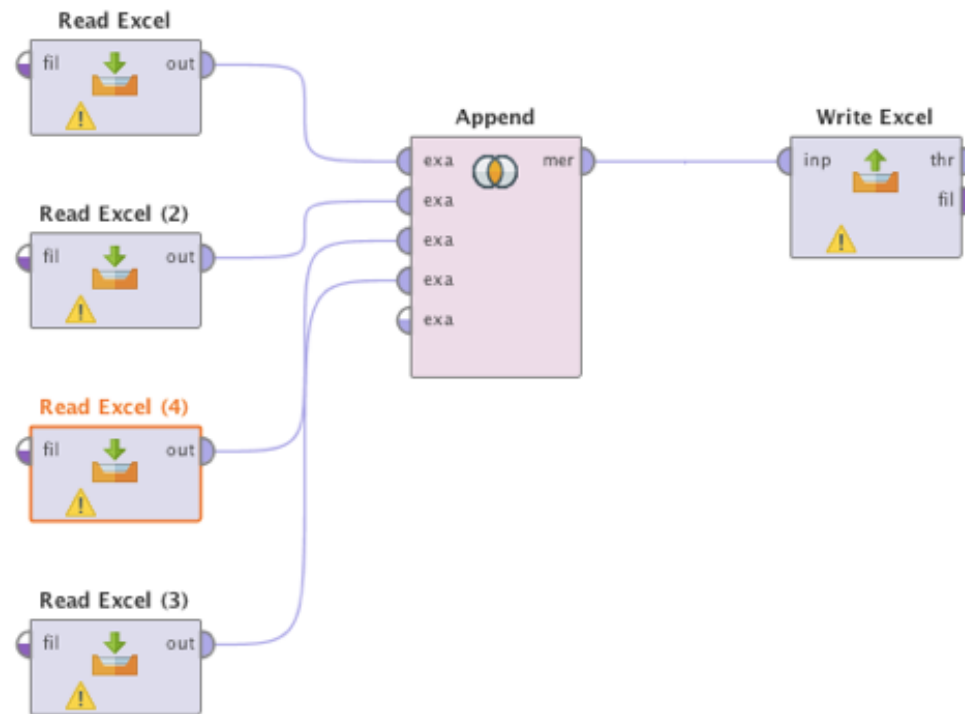 Read Excel
fil out
Read Excel (2)
fil out
Read Excel (4)
fil out
Read Excel (3)
fil out
Append
exa mer
exa
exa
exa
exa
Write Excel
inp thr
fil